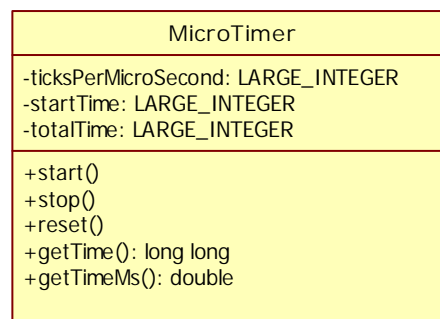 MicroTimer
-ticksPerMicroSecond: LARGE_INTEGER
-startTime: LARGE_INTEGER
-totalTime: LARGE_INTEGER
+start()
+stop()
+reset()
+getTime(): long long
+getTimeMs(): double